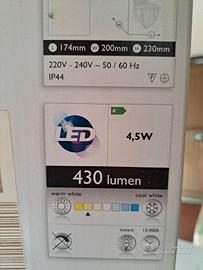 L 174mm W 200mm H 230mm
220V - 240V ~ 50 / 60 Hz
IP44
A+
LED
4,5W
430 lumen
warm white cool white
instant 15.000h